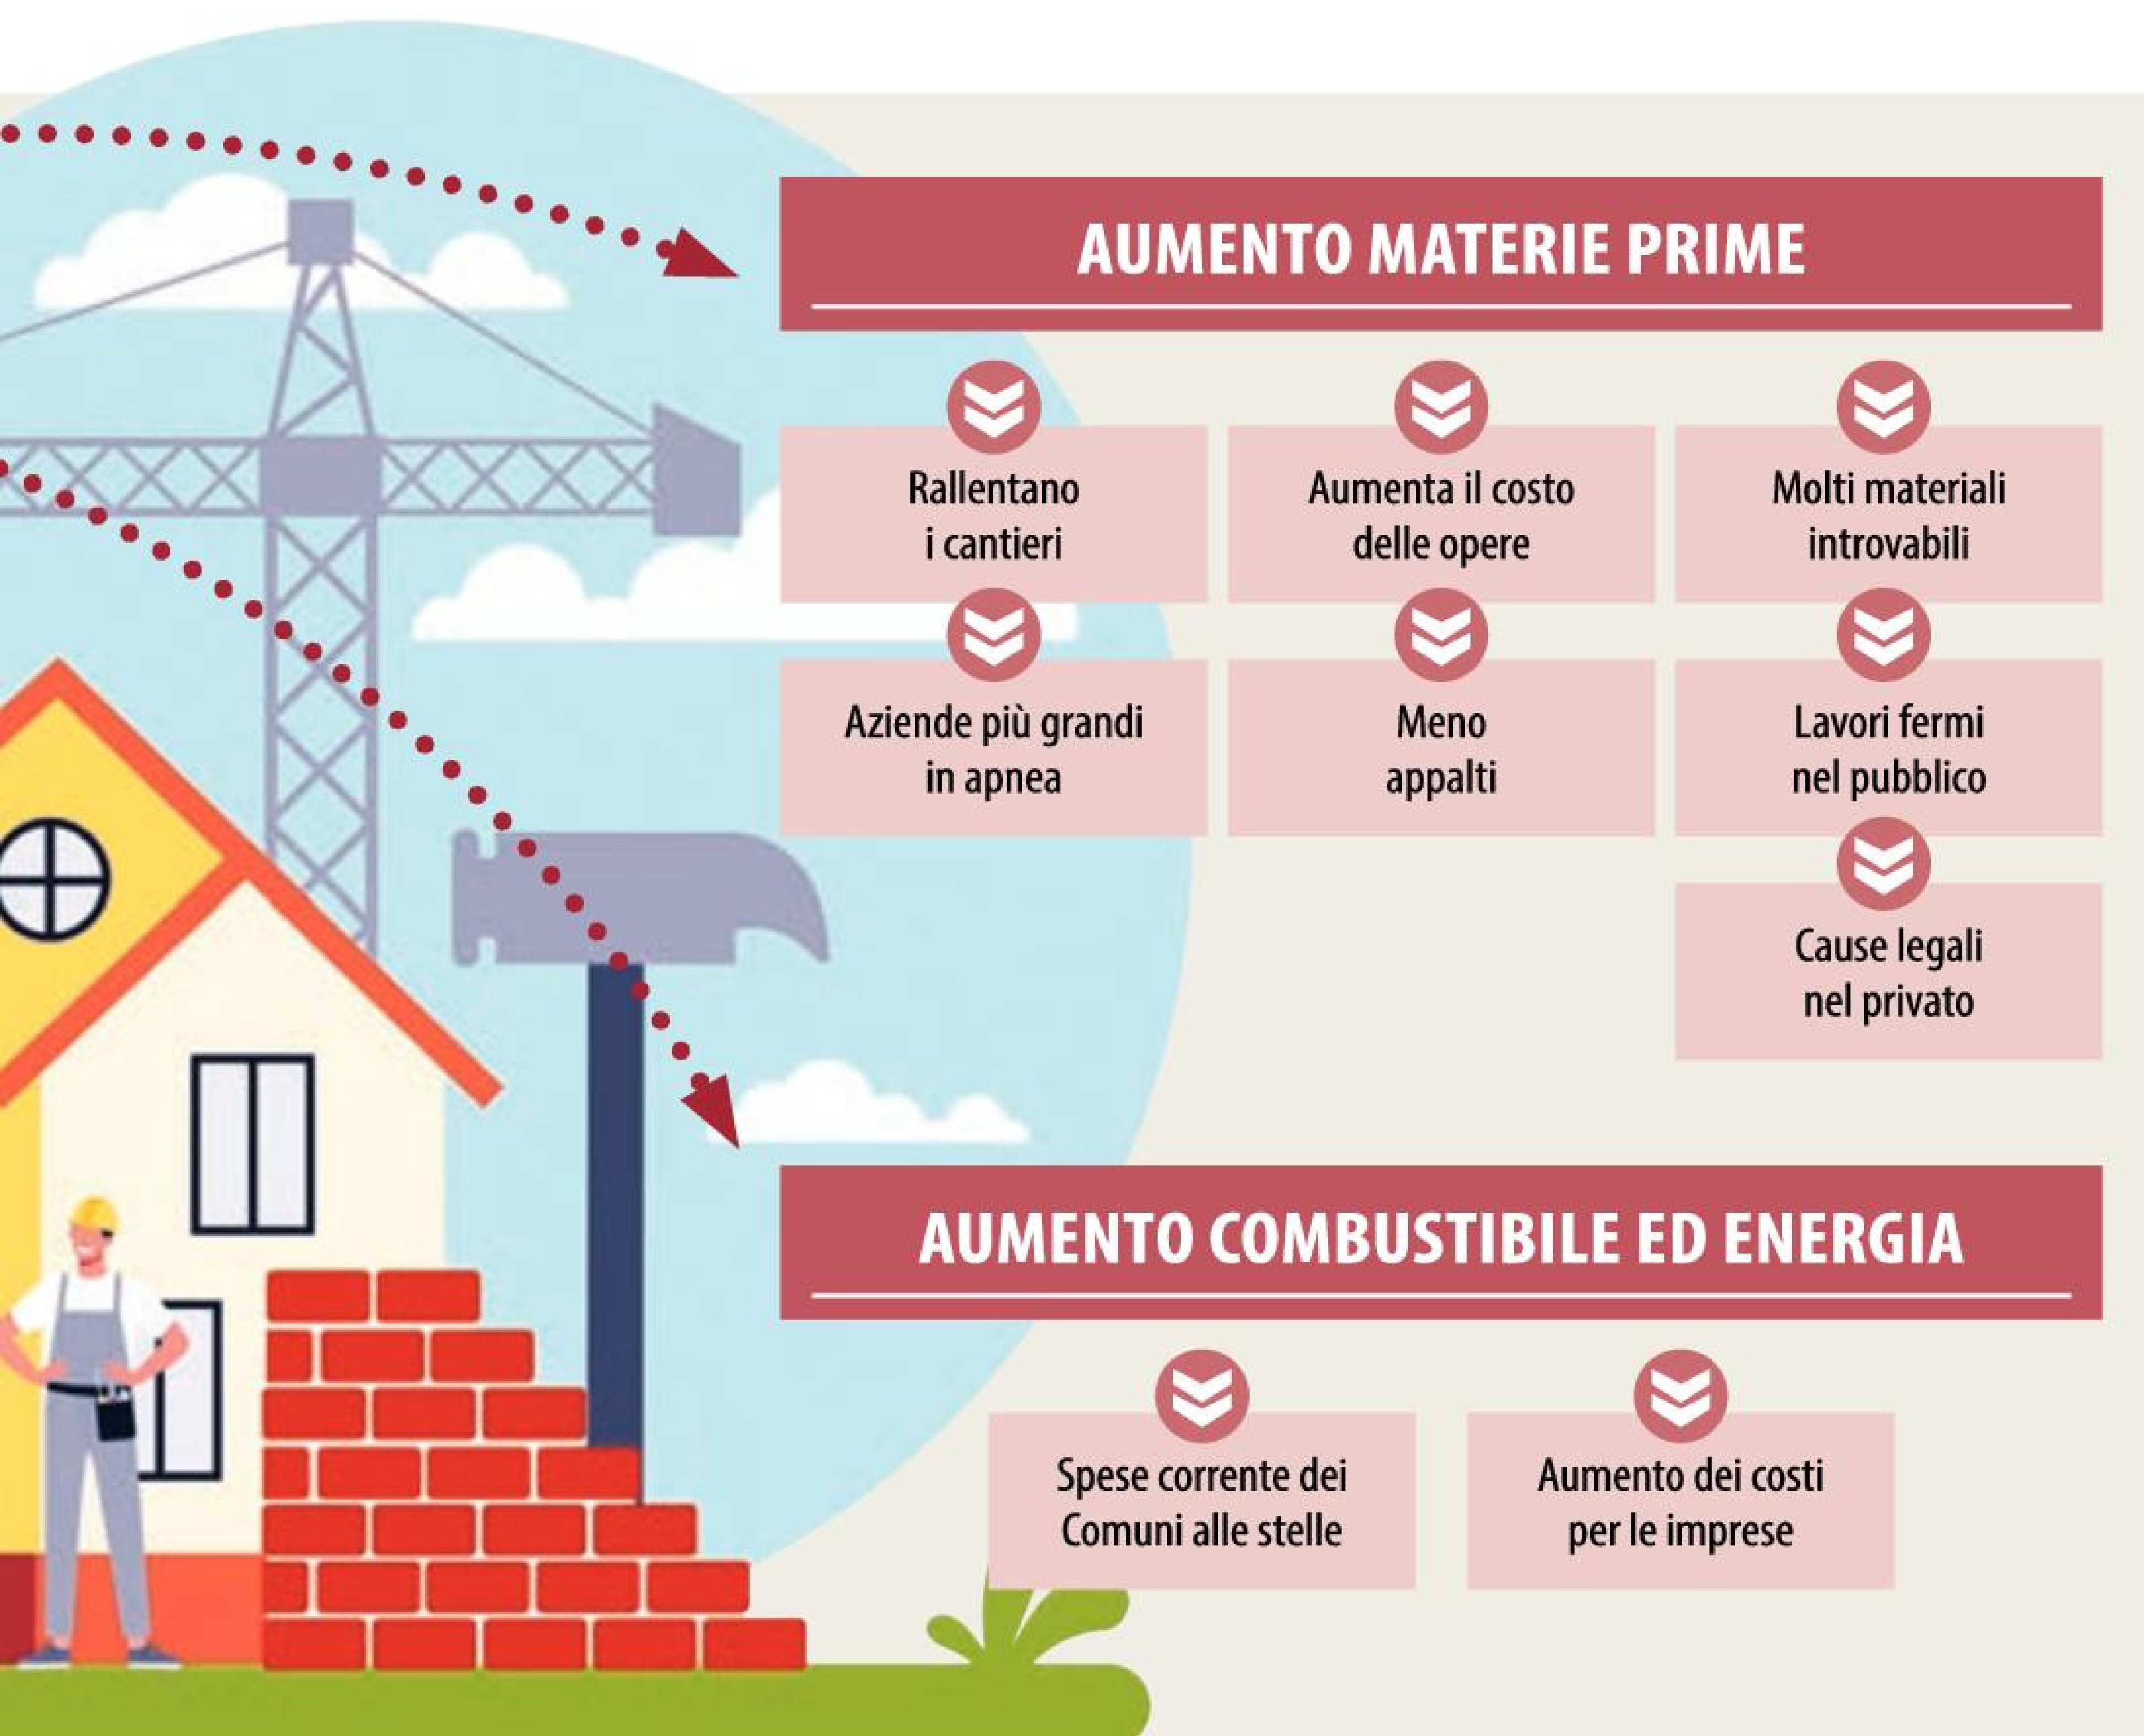 AUMENTO MATERIE PRIME
Rallentano
i cantieri
Aumenta il costo
delle opere
Molti materiali
introvabili
Aziende più grandi
in apnea
Meno
appalti
Lavori fermi
nel pubblico
Cause legali
nel privato
AUMENTO COMBUSTIBILE ED ENERGIA
Spese corrente dei
Comuni alle stelle
Aumento dei costi
per le imprese